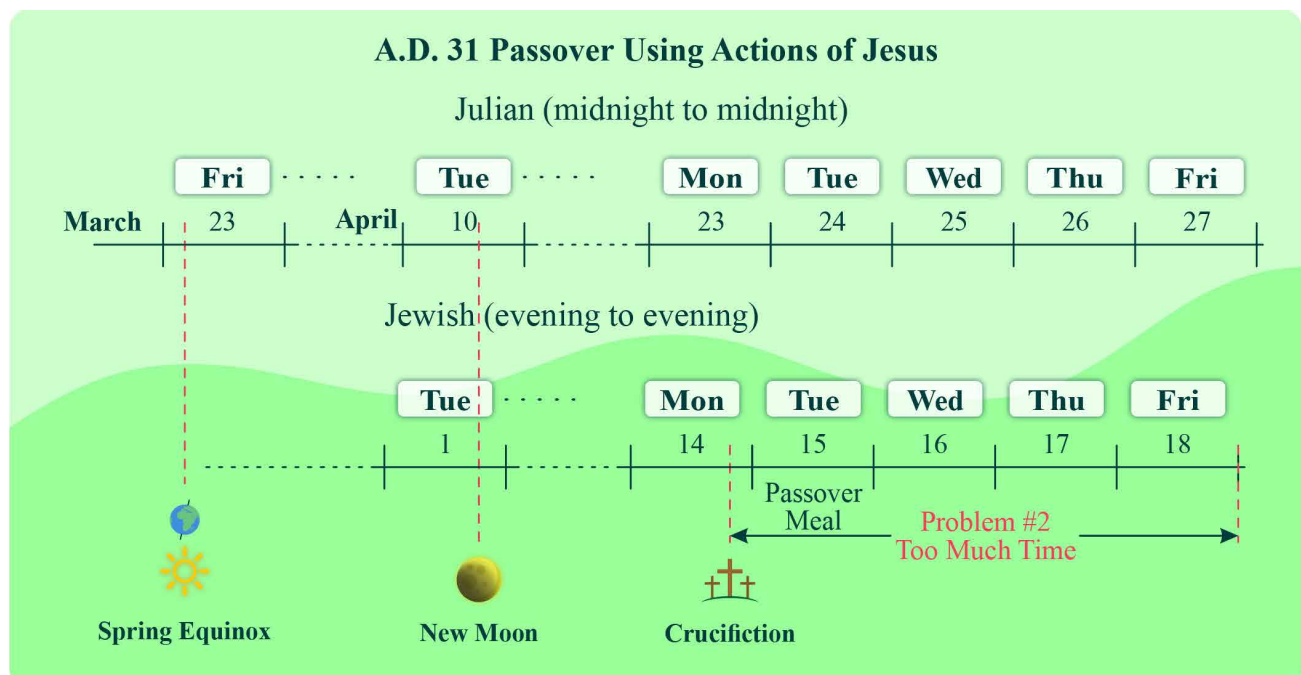 A.D. 31 Passover Using Actions of Jesus
Julian (midnight to midnight)
Fri Tue Mon Tue Wed Thu Fri
March 23 April 10 23 24 25 26 27
Jewish (evening to evening)
Tue Mon Tue Wed Thu Fri
1 14 15 16 17 18
Passover
Meal
Problem #2
Too Much Time
Spring Equinox New Moon Crucifiction